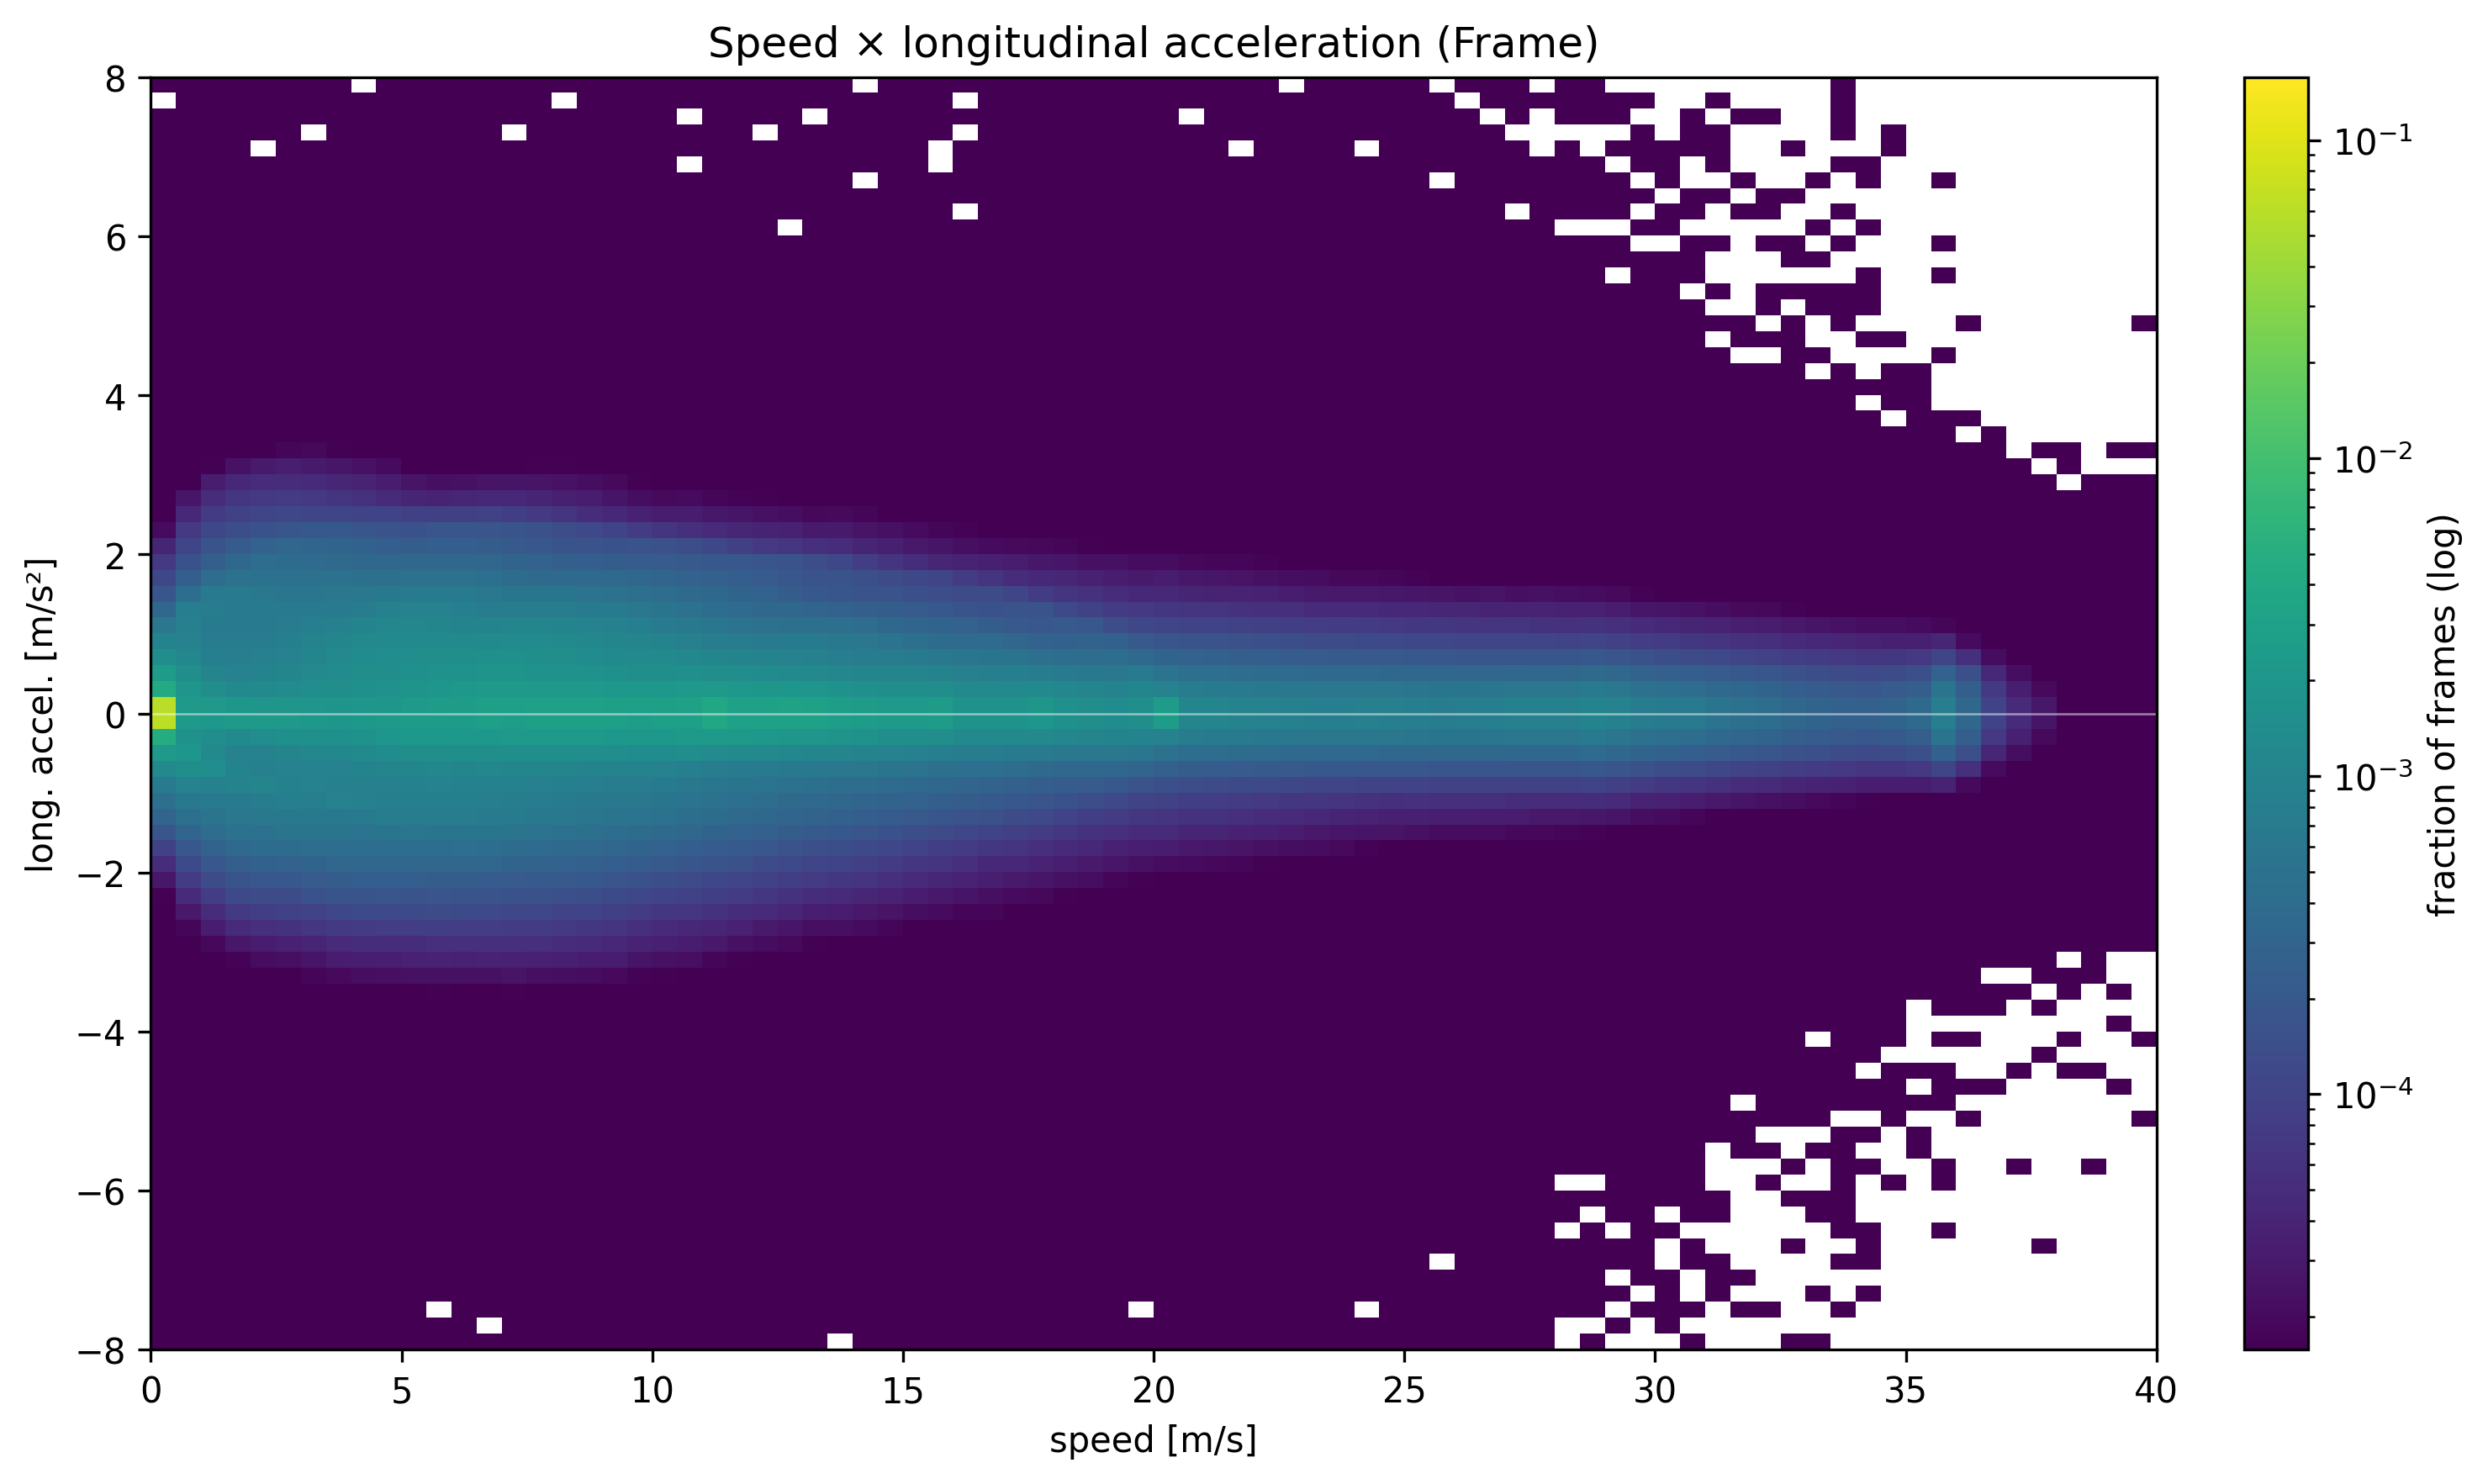 Speed × longitudinal acceleration (Frame)
8
6
4
2
0
−2
−4
−6
−8
long. accel. [m/s²]
0 5 10 15 20 25 30 35 40
speed [m/s]
10⁻¹
10⁻²
10⁻³
10⁻⁴
fraction of frames (log)